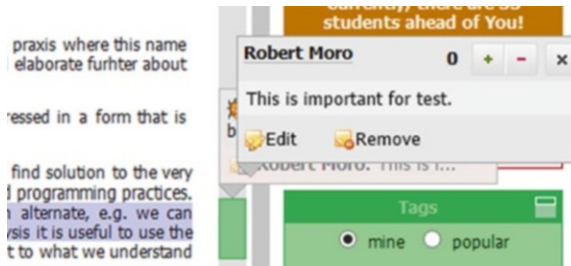 students ahead of You!
praxis where this name
elaborate furhter about
ressed in a form that is
find solution to the very
programming practices.
alternate, e.g. we can
sis it is useful to use the
t to what we understand
Robert Moro 0 + - x
This is important for test.
Edit Remove
Robert Moro. This is i...
Tags
mine popular